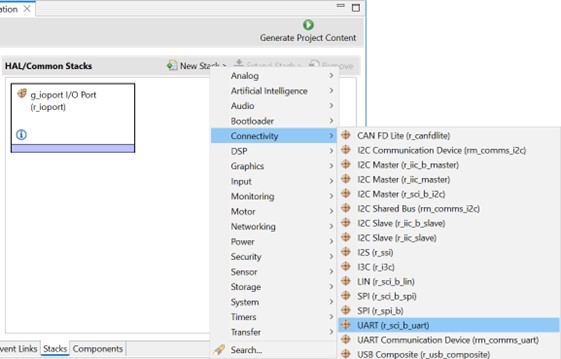 ation
Generate Project Content
HAL/Common Stacks
New Stack >
Extend Stack >
Remove
g_ioport I/O Port
(r_ioport)
Analog
Artificial Intelligence
Audio
Bootloader
Connectivity
DSP
Graphics
Input
Monitoring
Motor
Networking
Power
Security
Sensor
Storage
System
Timers
Transfer
Search...
CAN FD Lite (r_canfdlite)
I2C Communication Device (rm_comms_i2c)
I2C Master (r_iic_b_master)
I2C Master (r_iic_master)
I2C Master (r_sci_b_i2c)
I2C Shared Bus (rm_comms_i2c)
I2C Slave (r_iic_b_slave)
I2C Slave (r_iic_slave)
I2S (r_ssi)
I3C (r_i3c)
LIN (r_sci_b_lin)
SPI (r_sci_b_spi)
SPI (r_spi_b)
UART (r_sci_b_uart)
UART Communication Device (rm_comms_uart)
USB Composite (r_usb_composite)
vent Links
Stacks
Components